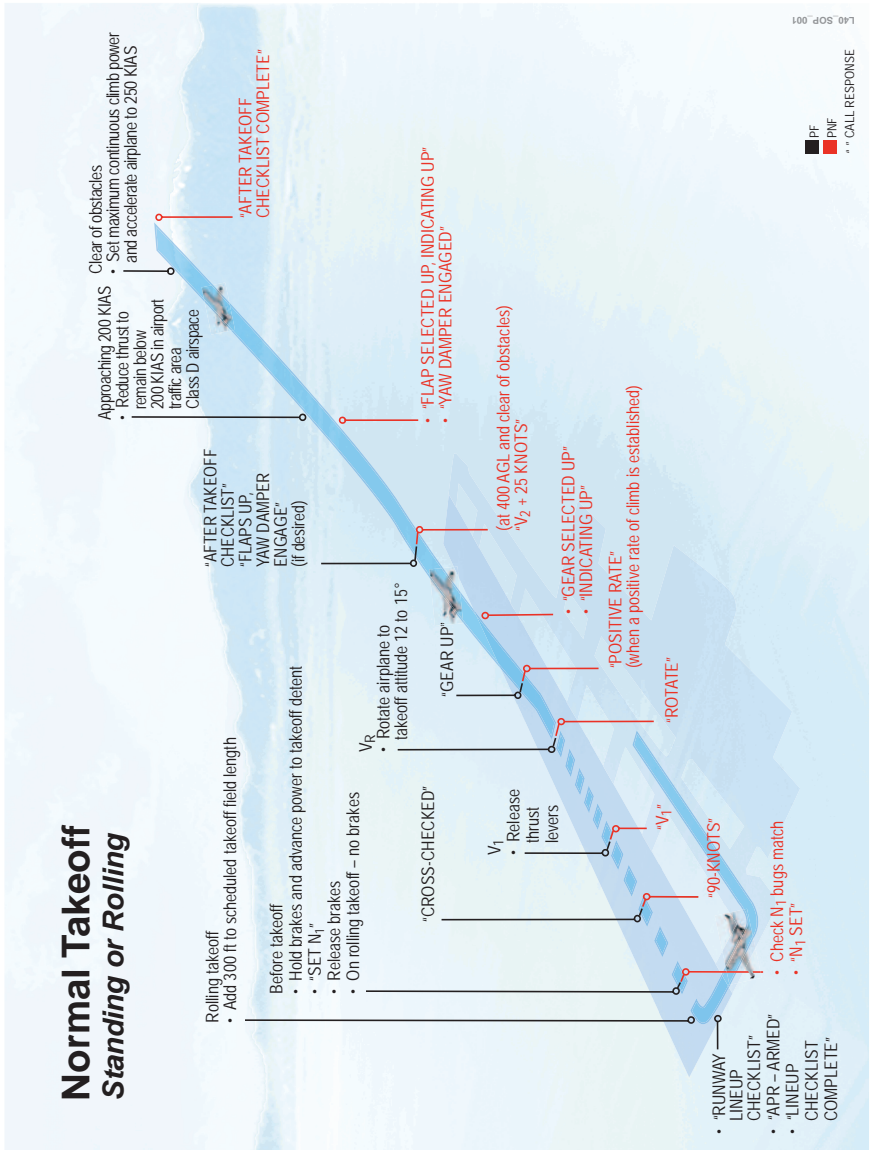 Normal Takeoff
Standing or Rolling
Rolling takeoff
• Add 300 ft to scheduled takeoff field length
Before takeoff
• Hold brakes and advance power to takeoff detent
• “SET N1”
• Release brakes
• On rolling takeoff – no brakes
“CROSS-CHECKED”
V1
• Release
thrust
levers
VR
• Rotate airplane to
takeoff attitude 12 to 15°
“GEAR UP”
“AFTER TAKEOFF
CHECKLIST”
“FLAPS UP,
YAW DAMPER
ENGAGE”
(if desired)
Approaching 200 KIAS
• Reduce thrust to
remain below
200 KIAS in airport
traffic area
Class D airspace
Clear of obstacles
• Set maximum continuous climb power
and accelerate airplane to 250 KIAS
• “RUNWAY
LINEUP
CHECKLIST”
• “APR – ARMED”
• “LINEUP
CHECKLIST
COMPLETE”
• Check N1 bugs match
• “N1 SET”
“90-KNOTS”
“V1”
“ROTATE”
“POSITIVE RATE”
(when a positive rate of climb is established)
• “GEAR SELECTED UP”
• “INDICATING UP”
(at 400 AGL and clear of obstacles)
“V2 + 25 KNOTS”
• “FLAP SELECTED UP, INDICATING UP”
• “YAW DAMPER ENGAGED”
“AFTER TAKEOFF
CHECKLIST COMPLETE”
PF
PNF
“ ” CALL RESPONSE
L40_SOP_001